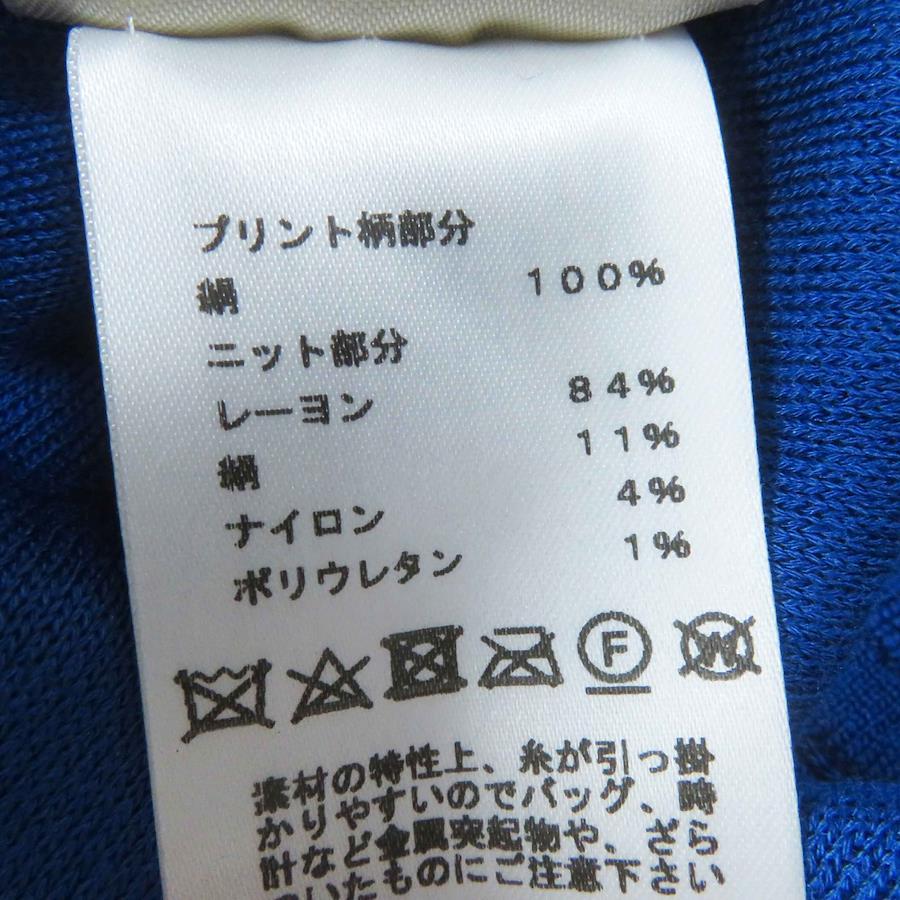 プリント柄部分
絹 100%
ニット部分
レーヨン 84%
絹 11%
ナイロン 4%
ポリウレタン 1%
F W
素材の特性上、糸が引っ掛
かりやすいのでバッグ、時
計など金属突起物や、ざら
ついたものにご注意下さい